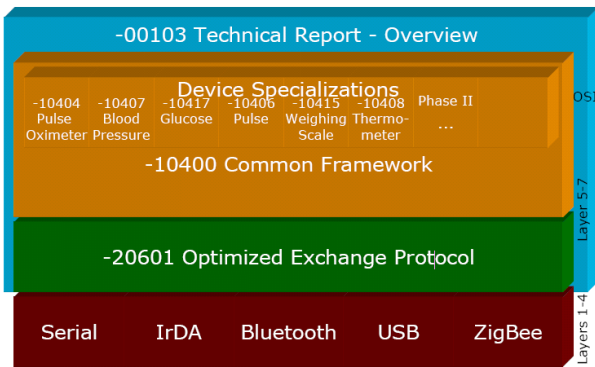 -00103 Technical Report - Overview
Device Specializations
-10404 -10407 -10417 -10406 -10415 -10408 Phase II
Pulse Blood Glucose Pulse Weighing Thermo- ...
Oximeter Pressure Scale meter
-10400 Common Framework
-20601 Optimized Exchange Protocol
Serial IrDA Bluetooth USB ZigBee
OSI
Layer 5-7
Layers 1-4